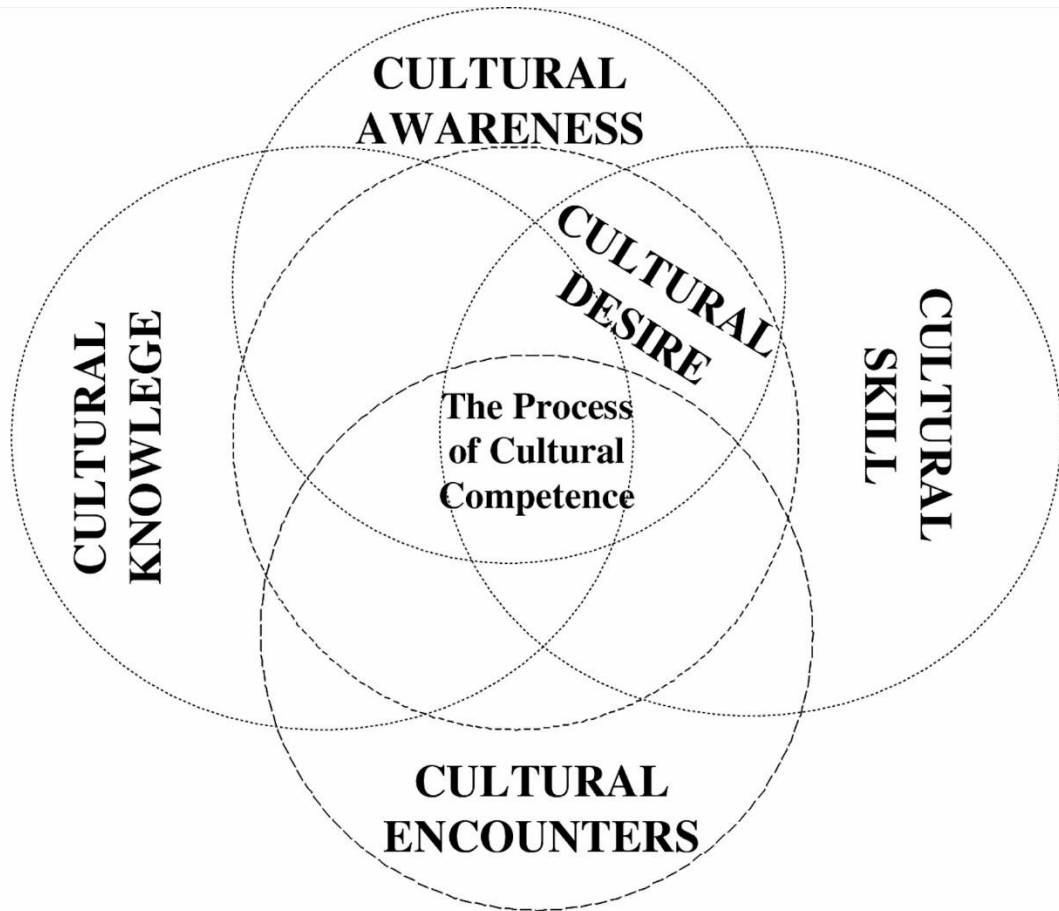 CULTURAL
AWARENESS
CULTURAL
DESIRE
CULTURAL
KNOWLEGE
The Process
of Cultural
Competence
CULTURAL
SKILL
CULTURAL
ENCOUNTERS